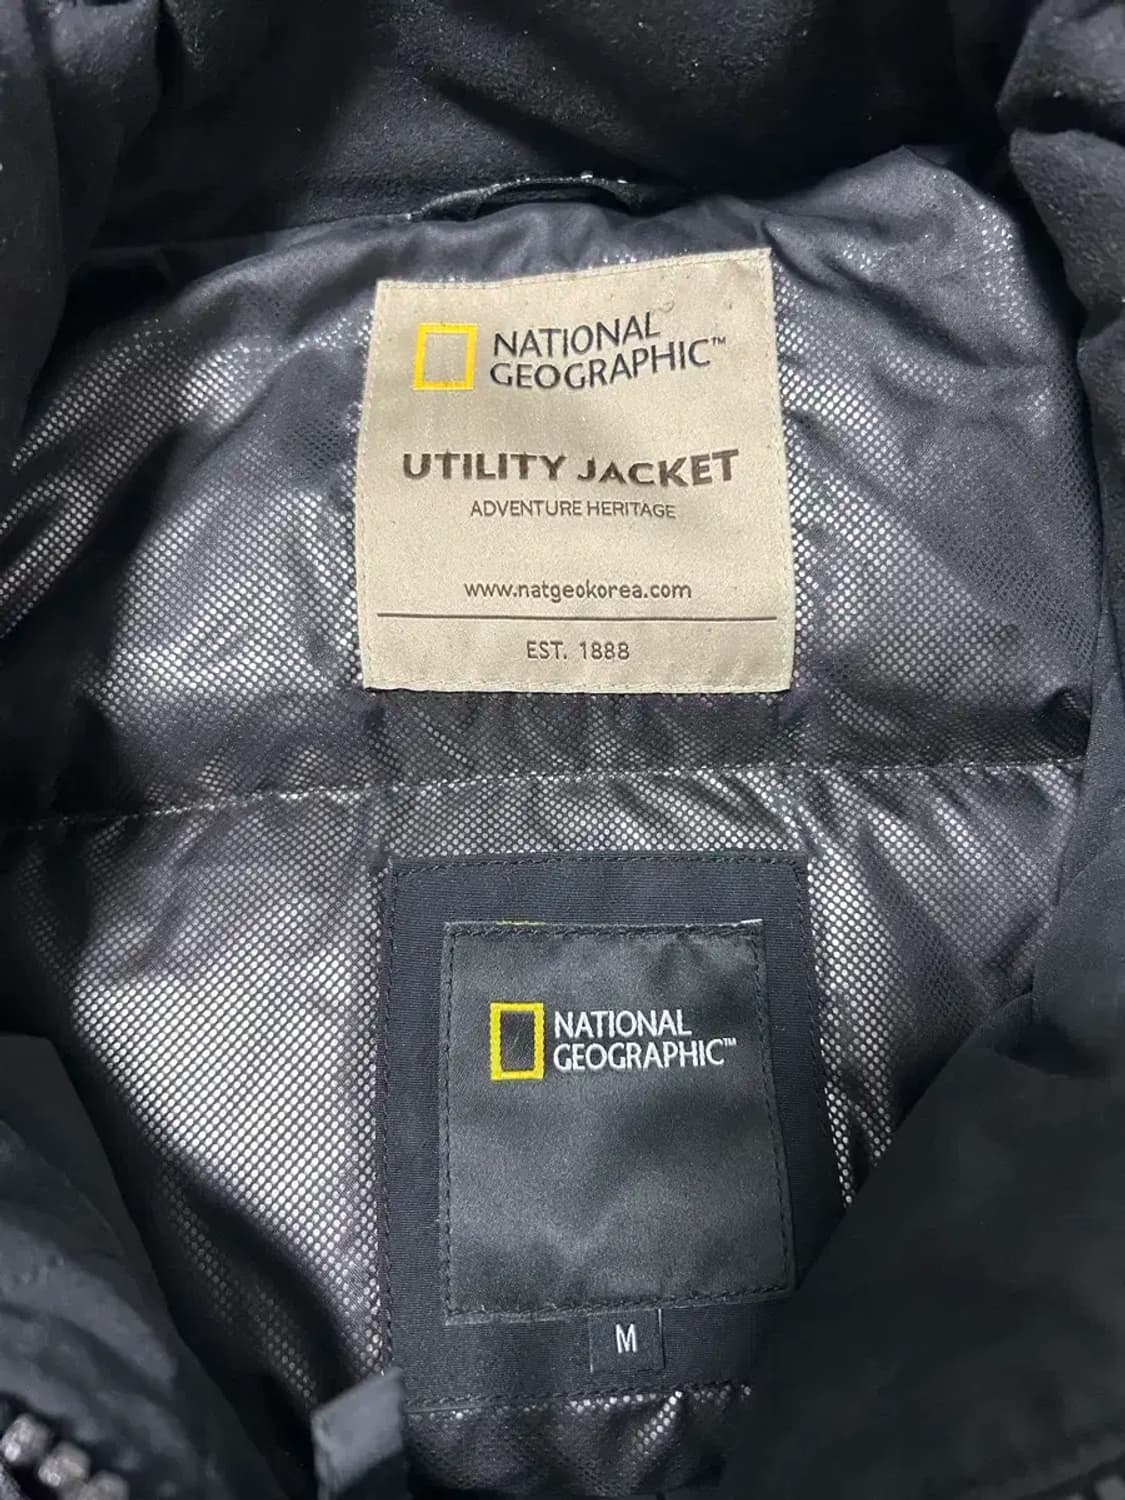 NATIONAL
GEOGRAPHIC™
UTILITY JACKET
ADVENTURE HERITAGE
www.natgeokorea.com
EST. 1888
NATIONAL
GEOGRAPHIC™
M